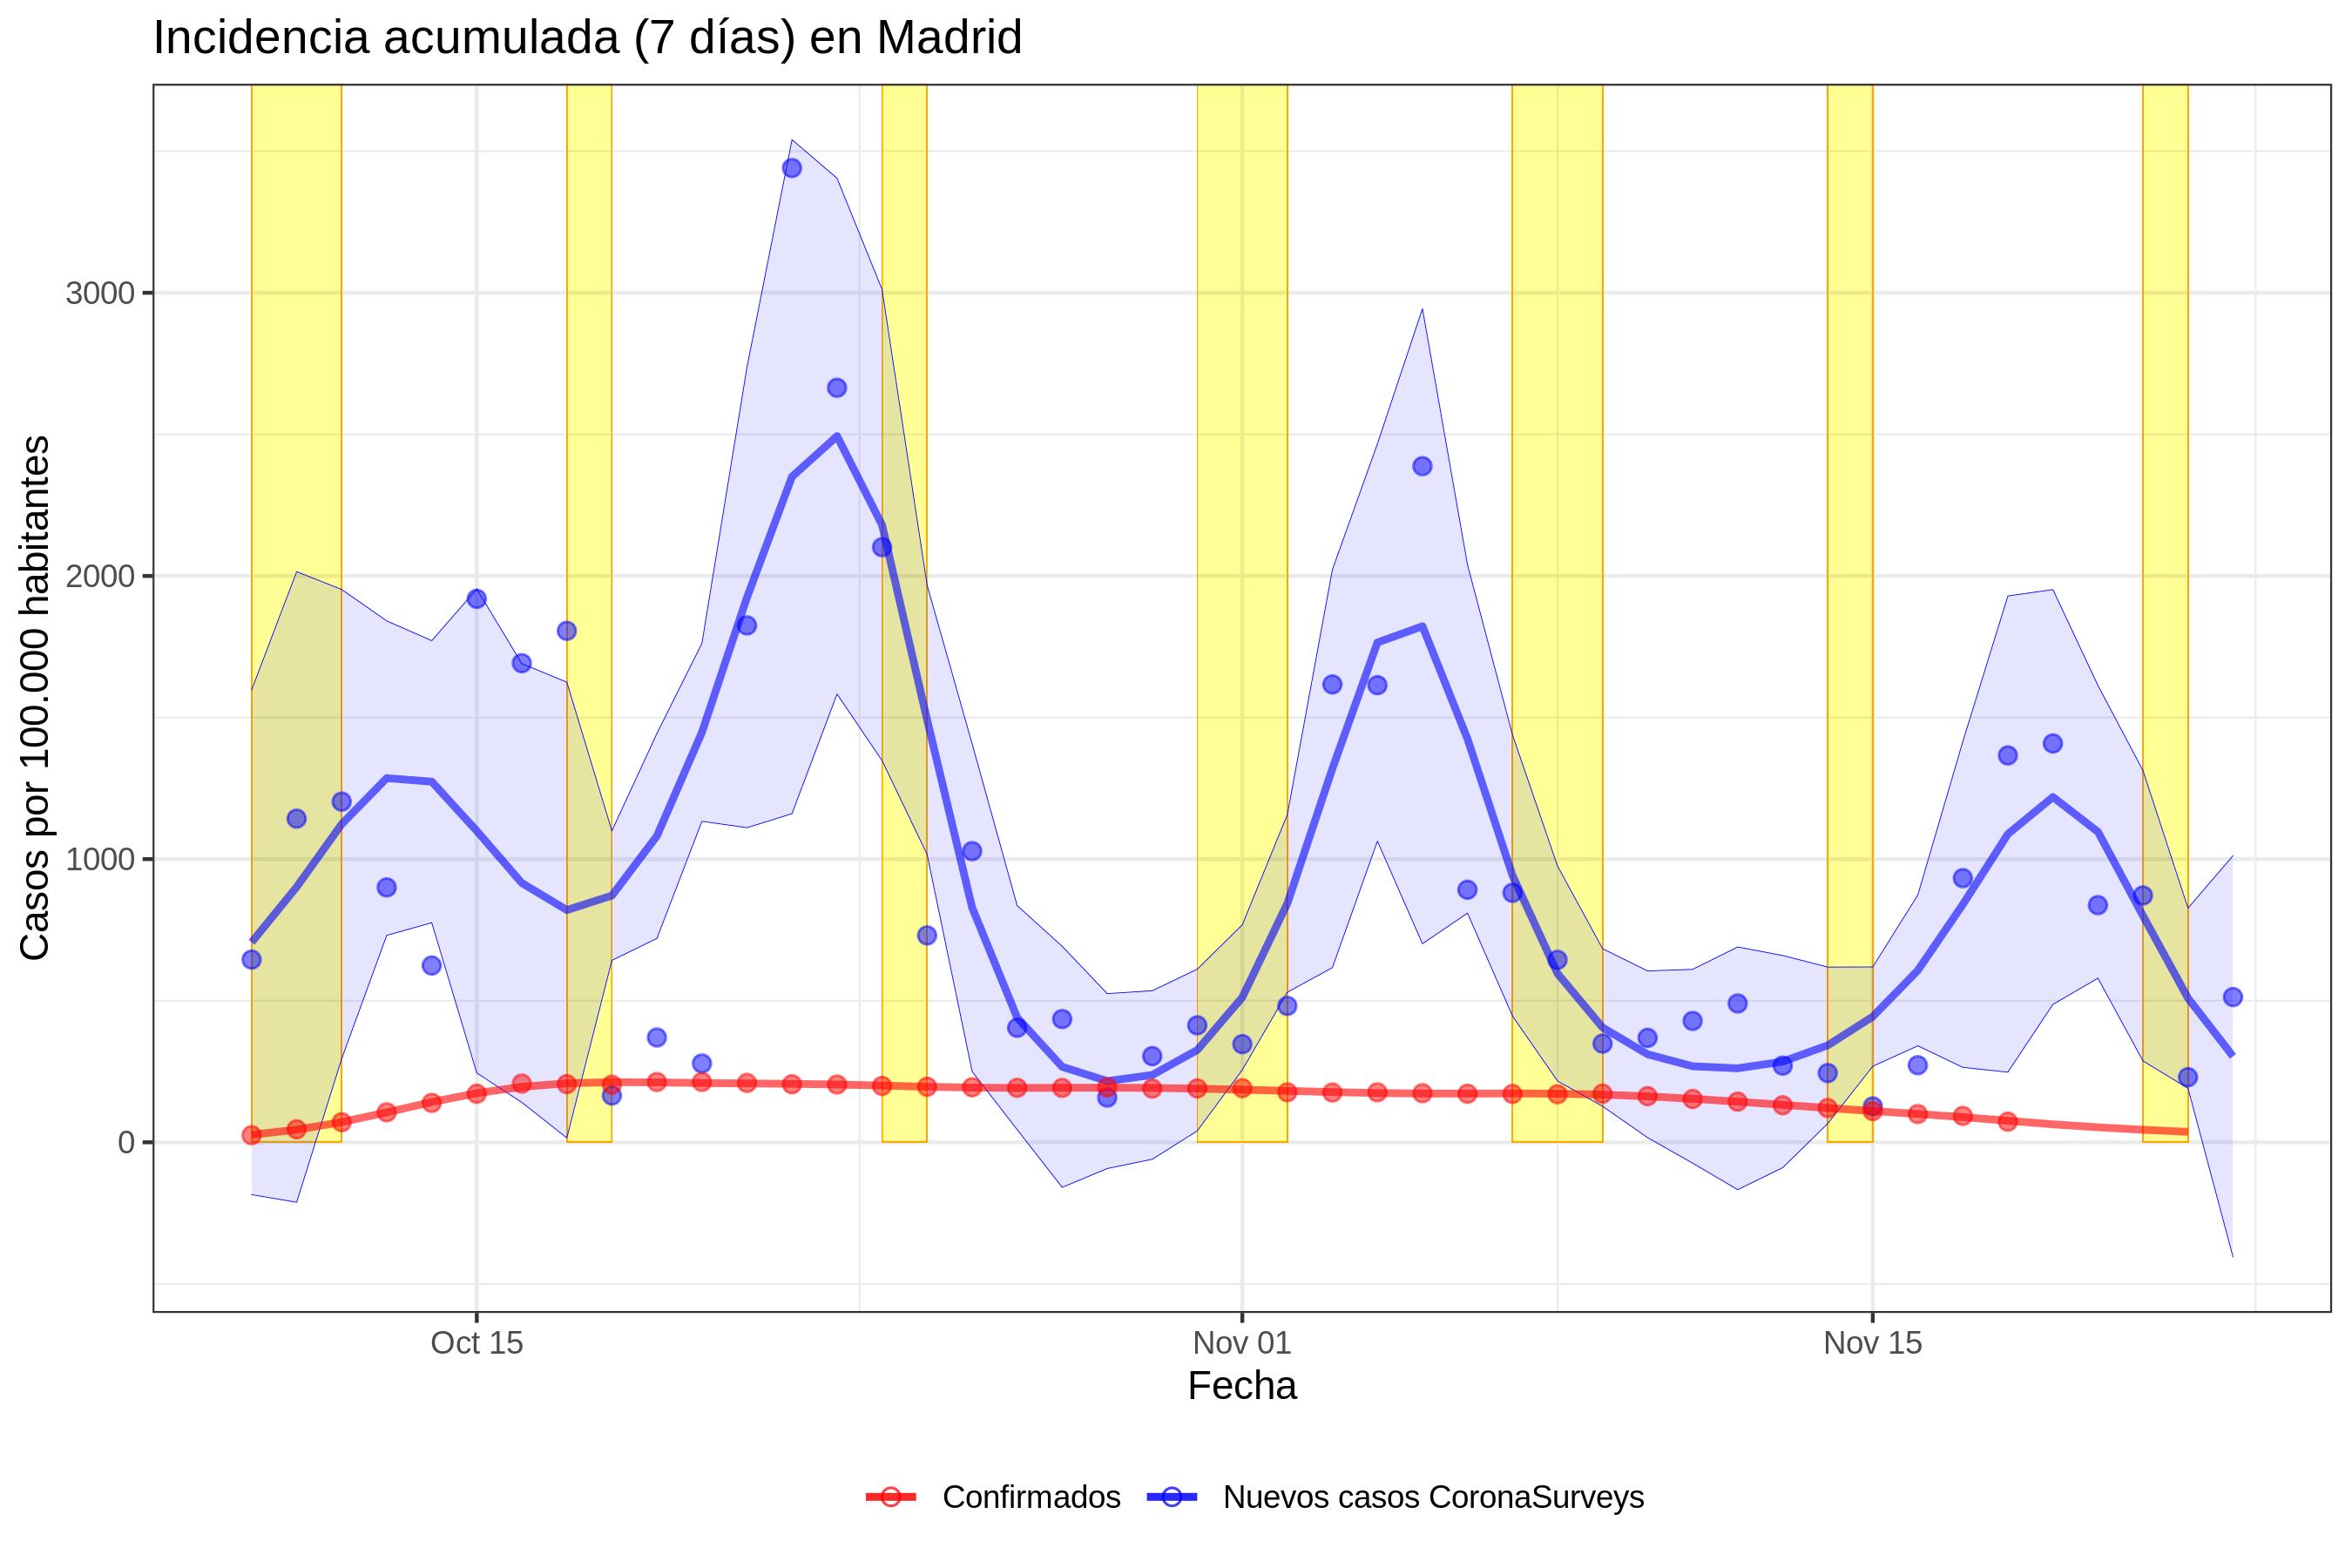 Incidencia acumulada (7 días) en Madrid
Casos por 100.000 habitantes
3000
2000
1000
0
Oct 15 Nov 01 Nov 15
Fecha
Confirmados Nuevos casos CoronaSurveys